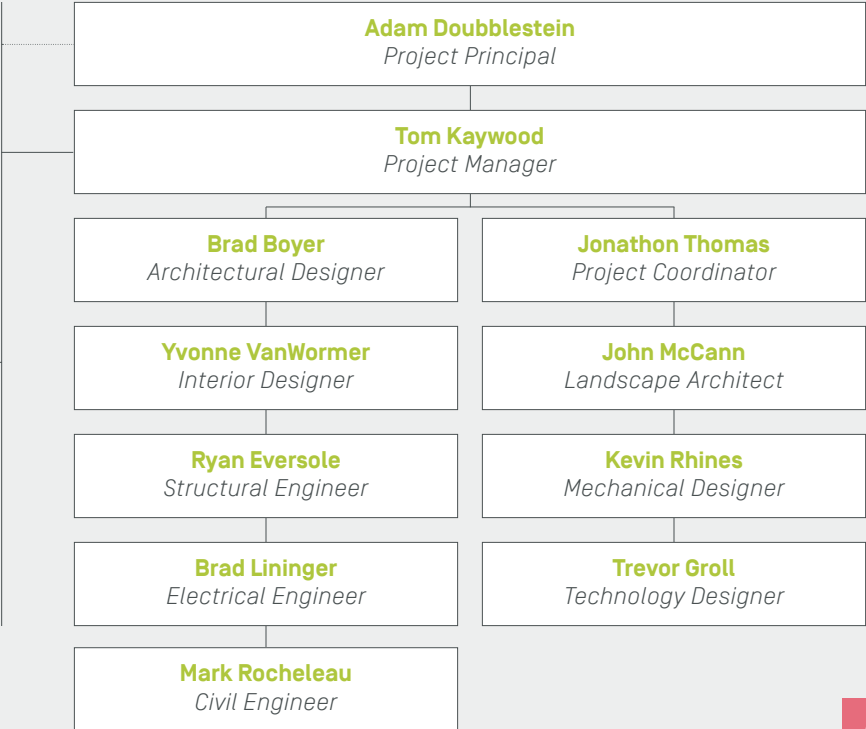 Adam Doubblestein
Project Principal
Tom Kaywood
Project Manager
Brad Boyer
Architectural Designer
Jonathon Thomas
Project Coordinator
Yvonne VanWormer
Interior Designer
John McCann
Landscape Architect
Ryan Eversole
Structural Engineer
Kevin Rhines
Mechanical Designer
Brad Lininger
Electrical Engineer
Trevor Groll
Technology Designer
Mark Rocheleau
Civil Engineer